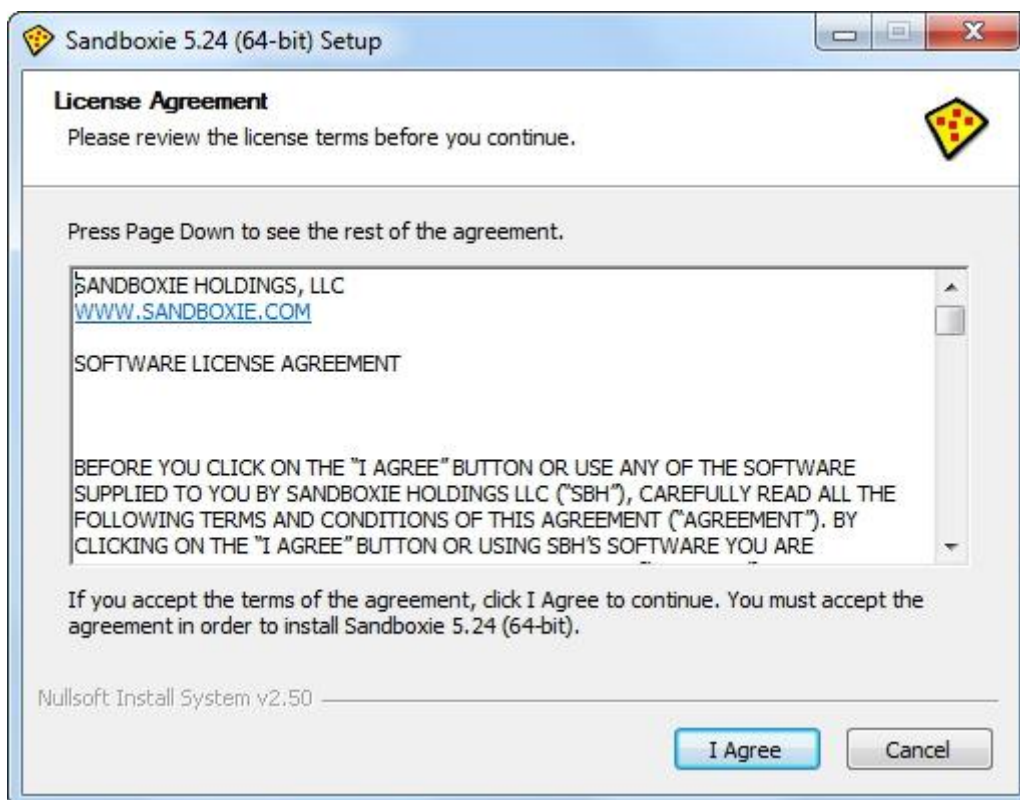 Sandboxie 5.24 (64-bit) Setup
License Agreement
Please review the license terms before you continue.
Press Page Down to see the rest of the agreement.
SANDBOXIE HOLDINGS, LLC
WWW.SANDBOXIE.COM
SOFTWARE LICENSE AGREEMENT
BEFORE YOU CLICK ON THE “I AGREE” BUTTON OR USE ANY OF THE SOFTWARE
SUPPLIED TO YOU BY SANDBOXIE HOLDINGS LLC (“SBH”), CAREFULLY READ ALL THE
FOLLOWING TERMS AND CONDITIONS OF THIS AGREEMENT (“AGREEMENT”). BY
CLICKING ON THE “I AGREE” BUTTON OR USING SBH’S SOFTWARE YOU ARE
If you accept the terms of the agreement, click I Agree to continue. You must accept the
agreement in order to install Sandboxie 5.24 (64-bit).
Nullsoft Install System v2.50
I Agree
Cancel